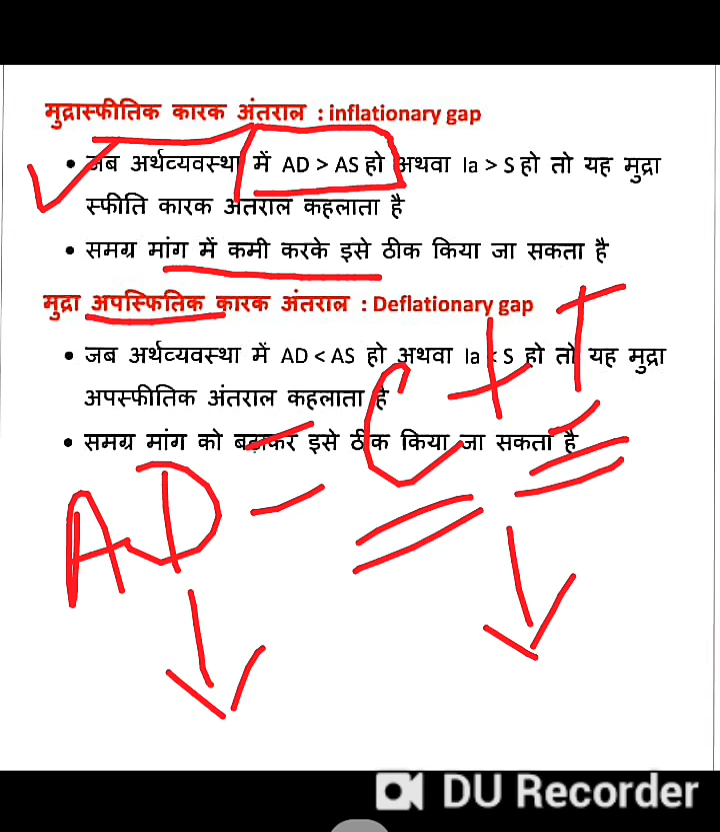 मुद्रास्फीतिक कारक अंतराल : inflationary gap
• जब अर्थव्यवस्था में AD > AS हो अथवा Ia > S हो तो यह मुद्रा
स्फीति कारक अंतराल कहलाता है
• समग्र मांग में कमी करके इसे ठीक किया जा सकता है
मुद्रा अपस्फितिक कारक अंतराल : Deflationary gap
• जब अर्थव्यवस्था में AD < AS हो अथवा Ia < S हो तो यह मुद्रा
अपस्फीतिक अंतराल कहलाता है
• समग्र मांग को बढ़ाकर इसे ठीक किया जा सकता है
AD = C + I
DU Recorder